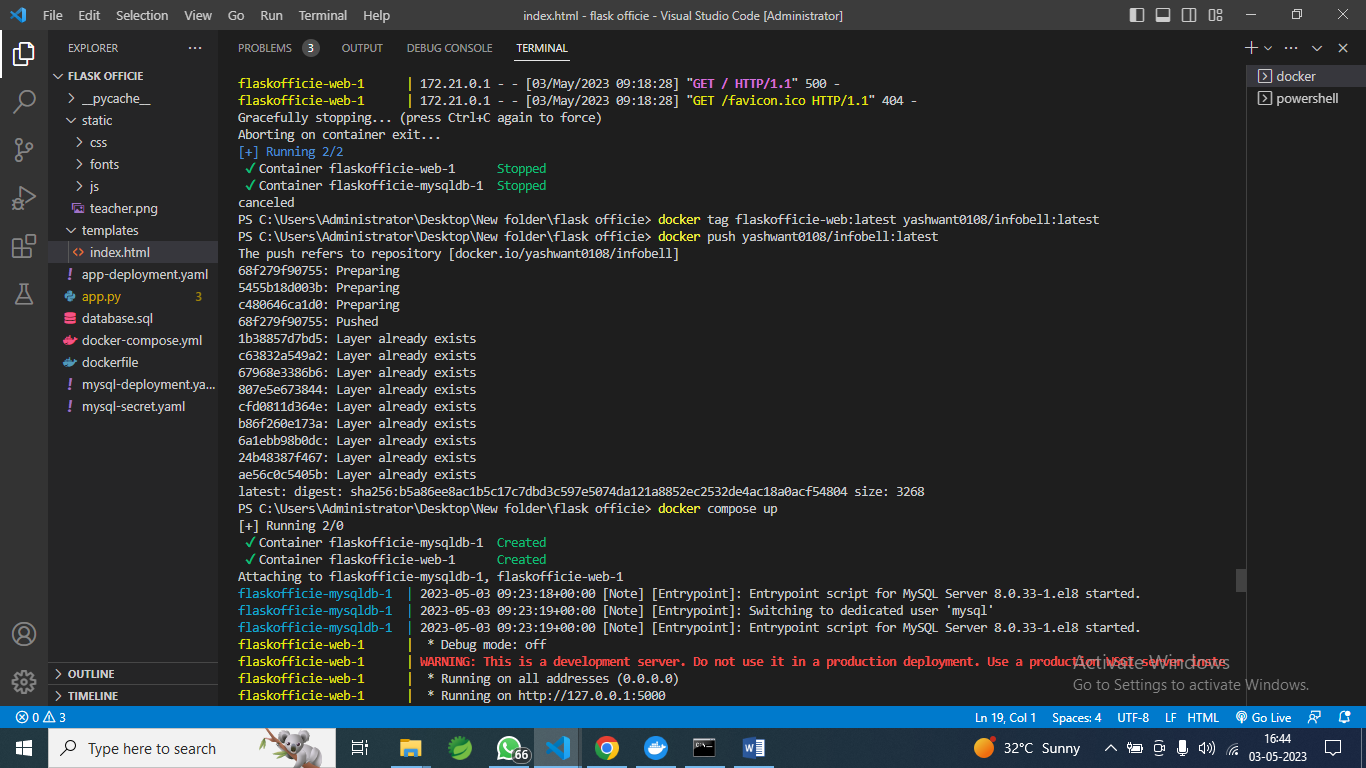 File Edit Selection View Go Run Terminal Help
index.html - flask officie - Visual Studio Code [Administrator]
EXPLORER
FLASK OFFICIE
__pycache__
static
css
fonts
js
teacher.png
templates
index.html
app-deployment.yaml
app.py 3
database.sql
docker-compose.yml
dockerfile
mysql-deployment.ya...
mysql-secret.yaml
OUTLINE
TIMELINE
PROBLEMS 3 OUTPUT DEBUG CONSOLE TERMINAL
flaskofficie-web-1 | 172.21.0.1 - - [03/May/2023 09:18:28] "GET / HTTP/1.1" 500 -
flaskofficie-web-1 | 172.21.0.1 - - [03/May/2023 09:18:28] "GET /favicon.ico HTTP/1.1" 404 -
Gracefully stopping... (press Ctrl+C again to force)
Aborting on container exit...
[+] Running 2/2
✔ Container flaskofficie-web-1 Stopped
✔ Container flaskofficie-mysqldb-1 Stopped
canceled
PS C:\Users\Administrator\Desktop\New folder\flask officie> docker tag flaskofficie-web:latest yashwant0108/infobell:latest
PS C:\Users\Administrator\Desktop\New folder\flask officie> docker push yashwant0108/infobell:latest
The push refers to repository [docker.io/yashwant0108/infobell]
68f279f90755: Preparing
5455b18d003b: Preparing
c480646ca1d0: Preparing
68f279f90755: Pushed
1b38857d7bd5: Layer already exists
c63832a549a2: Layer already exists
67968e3386b6: Layer already exists
807e5e673844: Layer already exists
cfd0811d364e: Layer already exists
b86f260e173a: Layer already exists
6a1ebb98b0dc: Layer already exists
24b48387f467: Layer already exists
ae56c0c5405b: Layer already exists
latest: digest: sha256:b5a86ee8ac1b5c17c7dbd3c597e5074da121a8852ec2532de4ac18a0acf54804 size: 3268
PS C:\Users\Administrator\Desktop\New folder\flask officie> docker compose up
[+] Running 2/0
✔ Container flaskofficie-mysqldb-1 Created
✔ Container flaskofficie-web-1 Created
Attaching to flaskofficie-mysqldb-1, flaskofficie-web-1
flaskofficie-mysqldb-1 | 2023-05-03 09:23:18+00:00 [Note] [Entrypoint]: Entrypoint script for MySQL Server 8.0.33-1.el8 started.
flaskofficie-mysqldb-1 | 2023-05-03 09:23:19+00:00 [Note] [Entrypoint]: Switching to dedicated user 'mysql'
flaskofficie-mysqldb-1 | 2023-05-03 09:23:19+00:00 [Note] [Entrypoint]: Entrypoint script for MySQL Server 8.0.33-1.el8 started.
flaskofficie-web-1 | * Debug mode: off
flaskofficie-web-1 | WARNING: This is a development server. Do not use it in a production deployment. Use a production WSGI server inste
flaskofficie-web-1 | * Running on all addresses (0.0.0.0)
flaskofficie-web-1 | * Running on http://127.0.0.1:5000
docker
powershell
Activate Windows
Go to Settings to activate Windows.
0 3
Ln 19, Col 1 Spaces: 4 UTF-8 LF HTML Go Live
Type here to search
66
32°C Sunny
16:44
03-05-2023